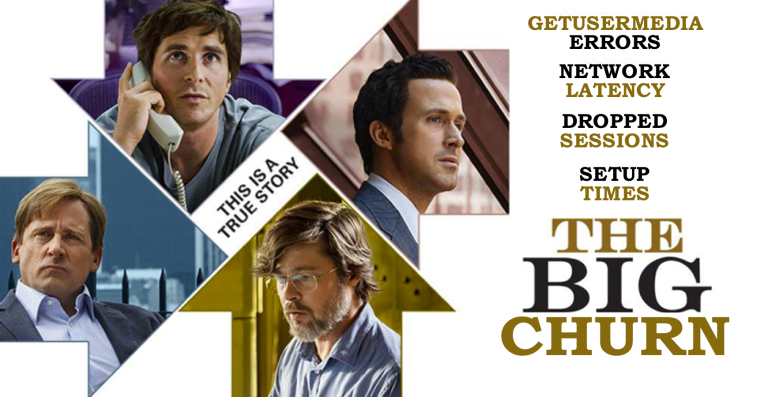 THIS IS A
TRUE STORY
GETUSERMEDIA
ERRORS
NETWORK
LATENCY
DROPPED
SESSIONS
SETUP
TIMES
THE
BIG
CHURN